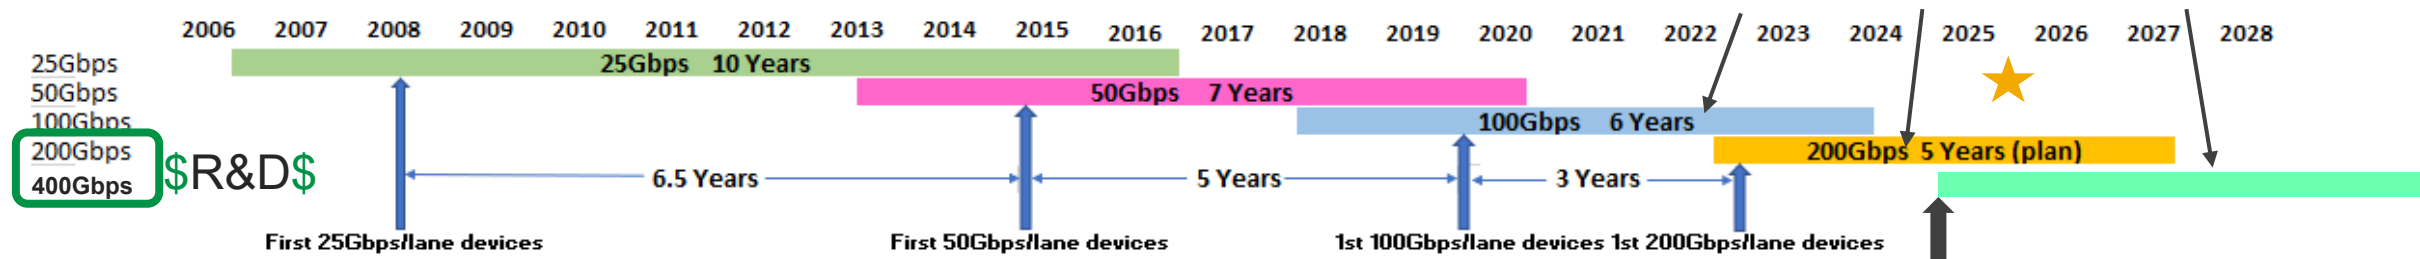 2006 2007 2008 2009 2010 2011 2012 2013 2014 2015 2016 2017 2018 2019 2020 2021 2022 2023 2024 2025 2026 2027 2028
25Gbps 25Gbps 10 Years
50Gbps 50Gbps 7 Years
100Gbps 100Gbps 6 Years
200Gbps 200Gbps 5 Years (plan)
400Gbps $R&D$ 6.5 Years 5 Years 3 Years
First 25Gbps/lane devices First 50Gbps/lane devices 1st 100Gbps/lane devices 1st 200Gbps/lane devices